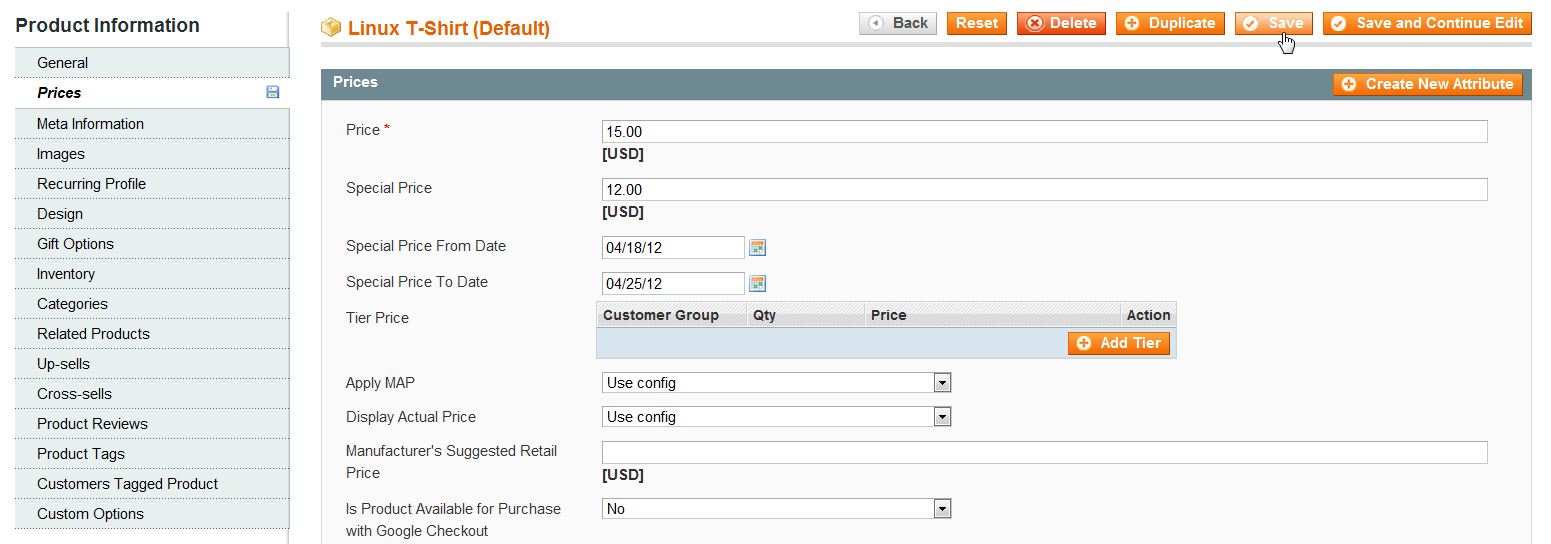 Product Information
General
Prices
Meta Information
Images
Recurring Profile
Design
Gift Options
Inventory
Categories
Related Products
Up-sells
Cross-sells
Product Reviews
Product Tags
Customers Tagged Product
Custom Options
Linux T-Shirt (Default)
Back Reset Delete Duplicate Save Save and Continue Edit
Prices Create New Attribute
Price * 15.00
[USD]
Special Price 12.00
[USD]
Special Price From Date 04/18/12
Special Price To Date 04/25/12
Tier Price Customer Group Qty Price Action
Add Tier
Apply MAP Use config
Display Actual Price Use config
Manufacturer's Suggested Retail
Price
[USD]
Is Product Available for Purchase No
with Google Checkout